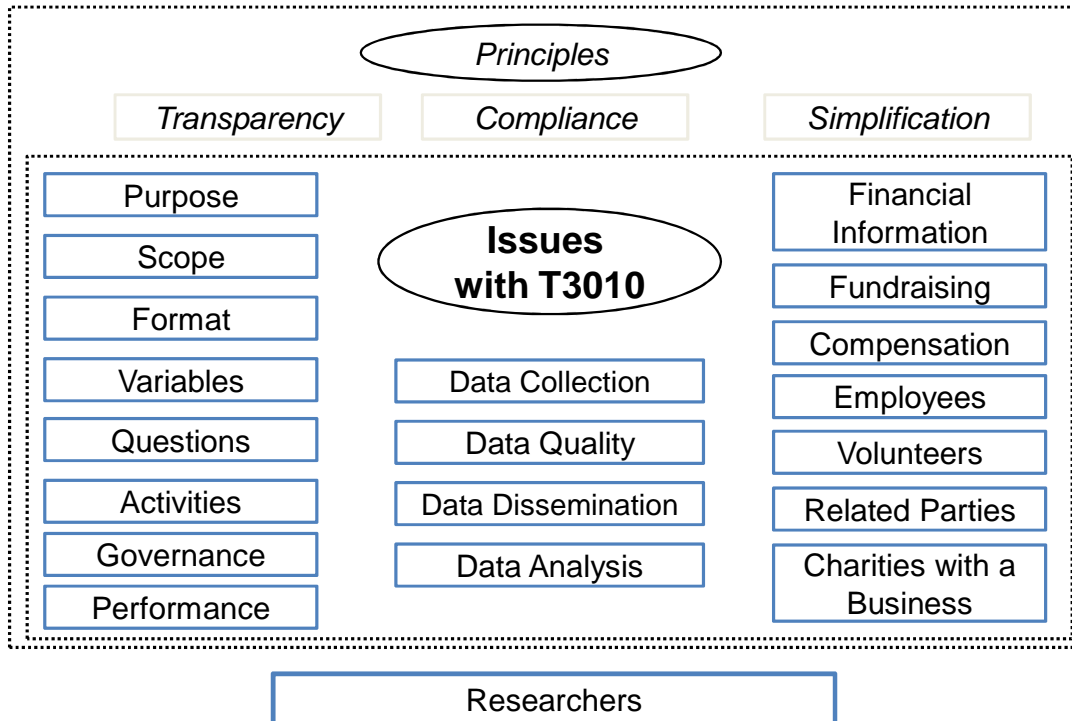 Principles
Transparency
Compliance
Simplification
Purpose
Scope
Format
Variables
Questions
Activities
Governance
Performance
Issues
with T3010
Data Collection
Data Quality
Data Dissemination
Data Analysis
Financial
Information
Fundraising
Compensation
Employees
Volunteers
Related Parties
Charities with a
Business
Researchers